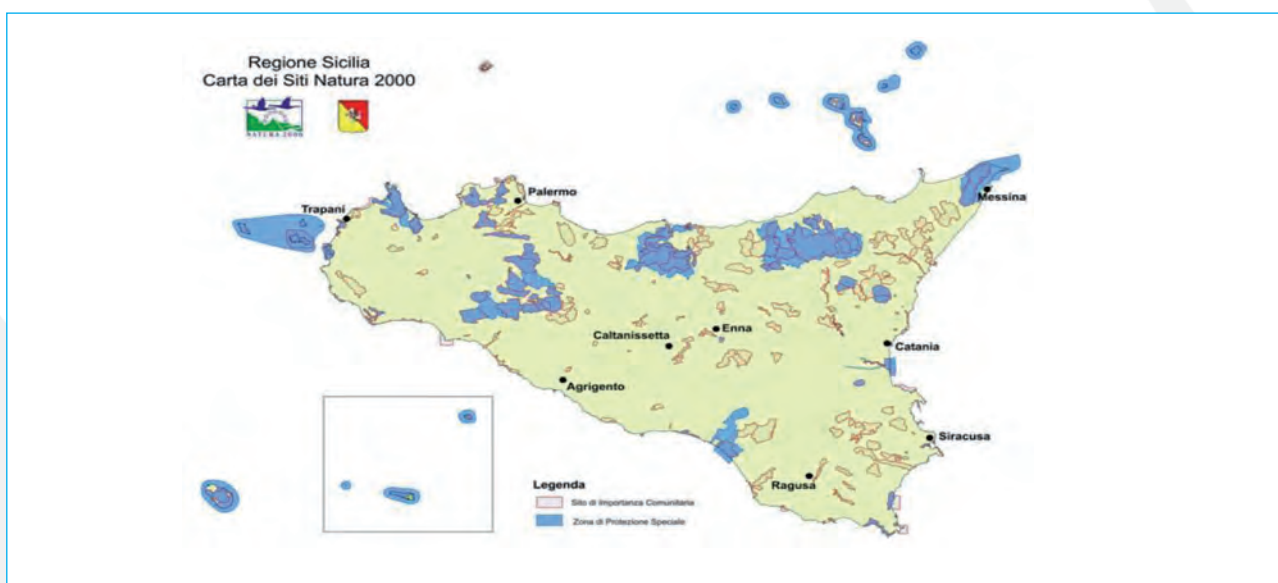 Regione Sicilia
Carta dei Siti Natura 2000
NATURA 2000
Palermo
Trapani
Messina
Enna
Caltanissetta
Catania
Agrigento
Siracusa
Ragusa
Legenda
Sito di Importanza Comunitaria
Zona di Protezione Speciale